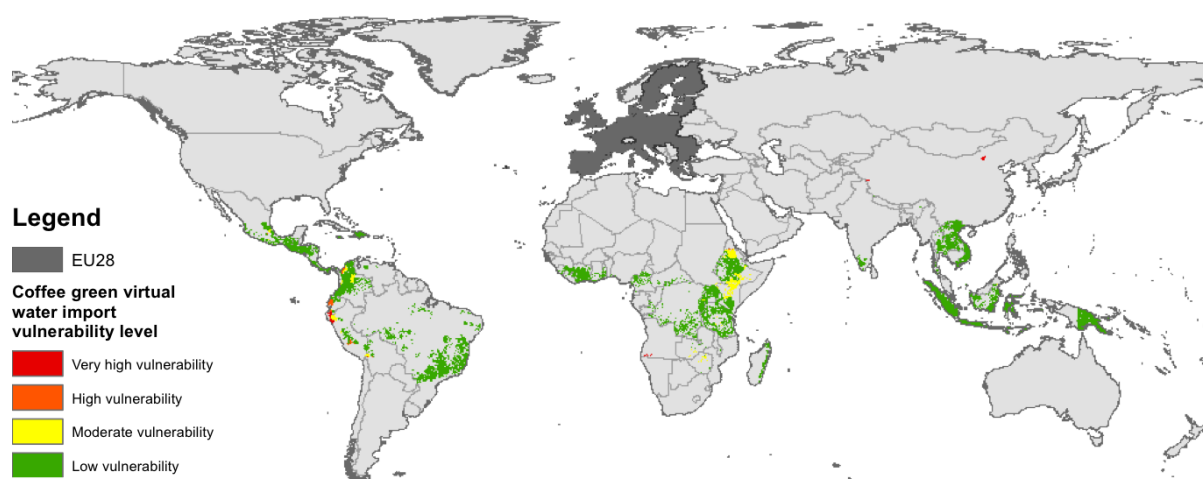 Legend
EU28
Coffee green virtual
water import
vulnerability level
Very high vulnerability
High vulnerability
Moderate vulnerability
Low vulnerability